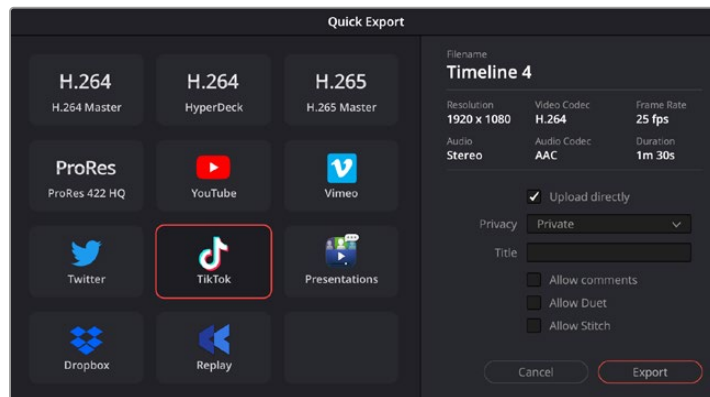 Quick Export
H.264
H.264 Master
H.264
HyperDeck
H.265
H.265 Master
ProRes
ProRes 422 HQ
YouTube
Vimeo
Twitter
TikTok
Presentations
Dropbox
Replay
Filename
Timeline 4
Resolution Video Codec Frame Rate
1920 x 1080 H.264 25 fps
Audio Audio Codec Duration
Stereo AAC 1m 30s
Upload directly
Privacy Private
Title
Allow comments
Allow Duet
Allow Stitch
Cancel Export